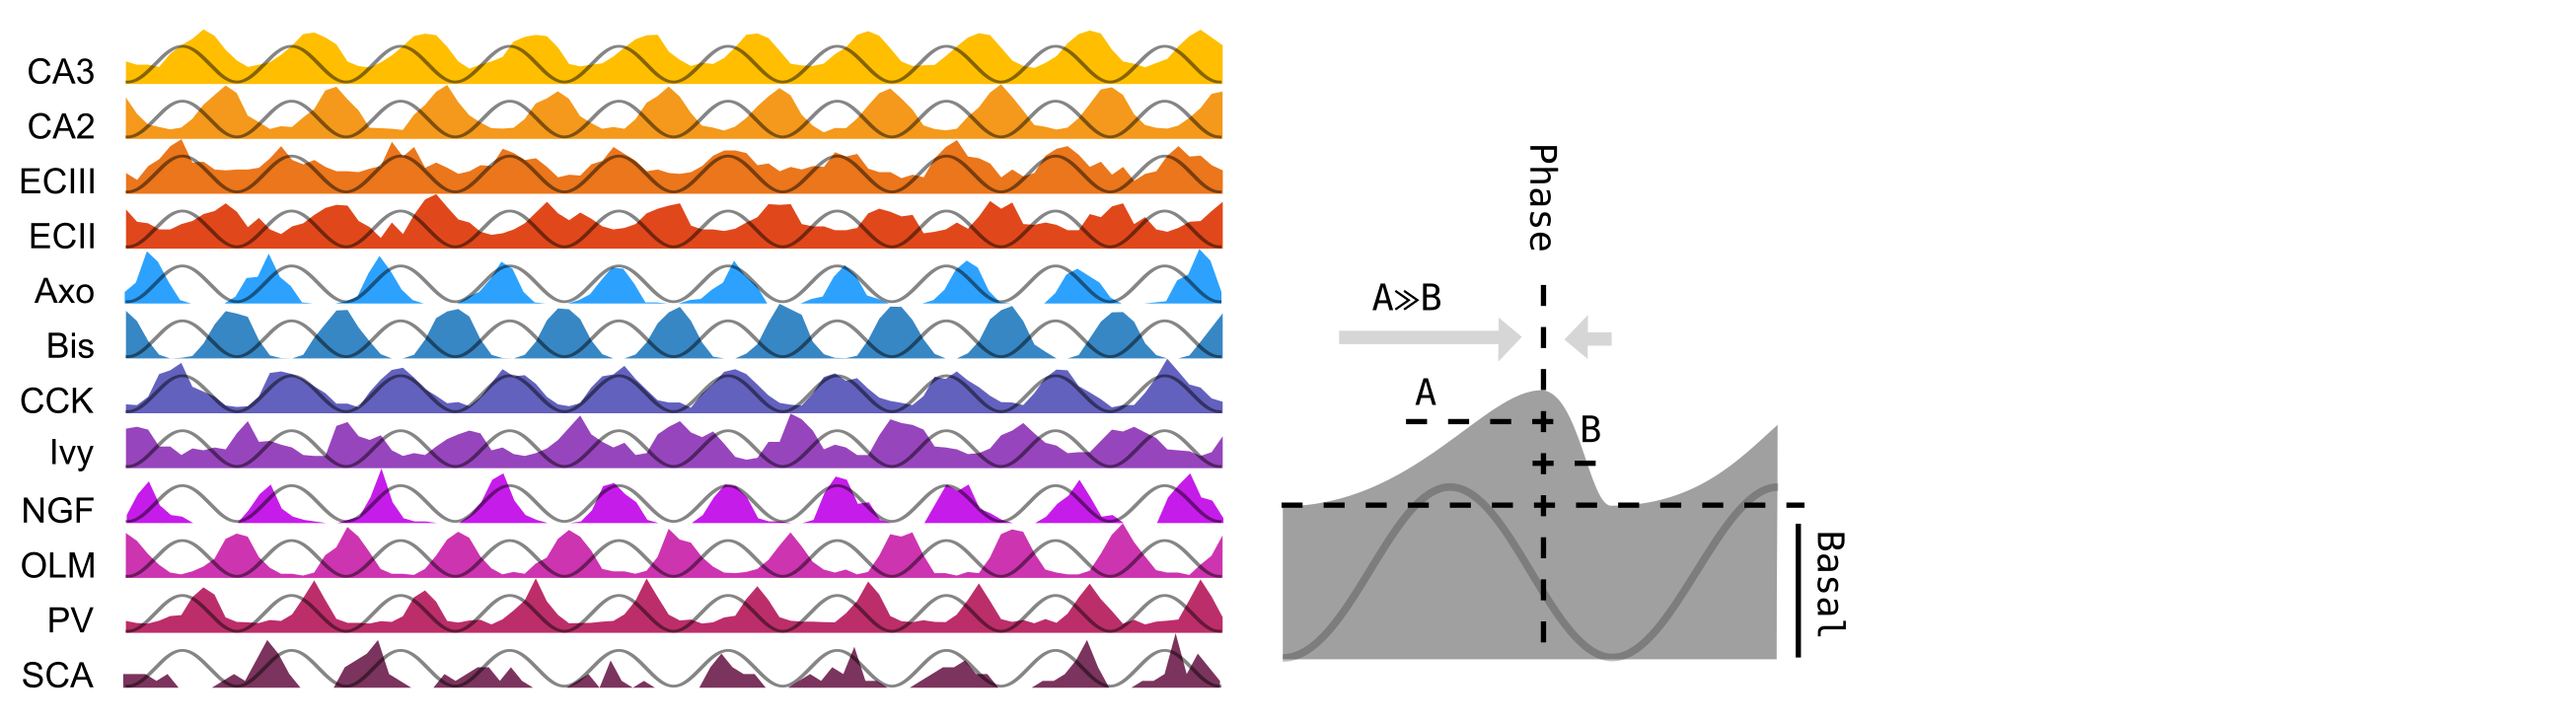 CA3
CA2
ECIII
ECII
Axo
Bis
CCK
Ivy
NGF
OLM
PV
SCA
Phase
A≫B
A
B
Basal